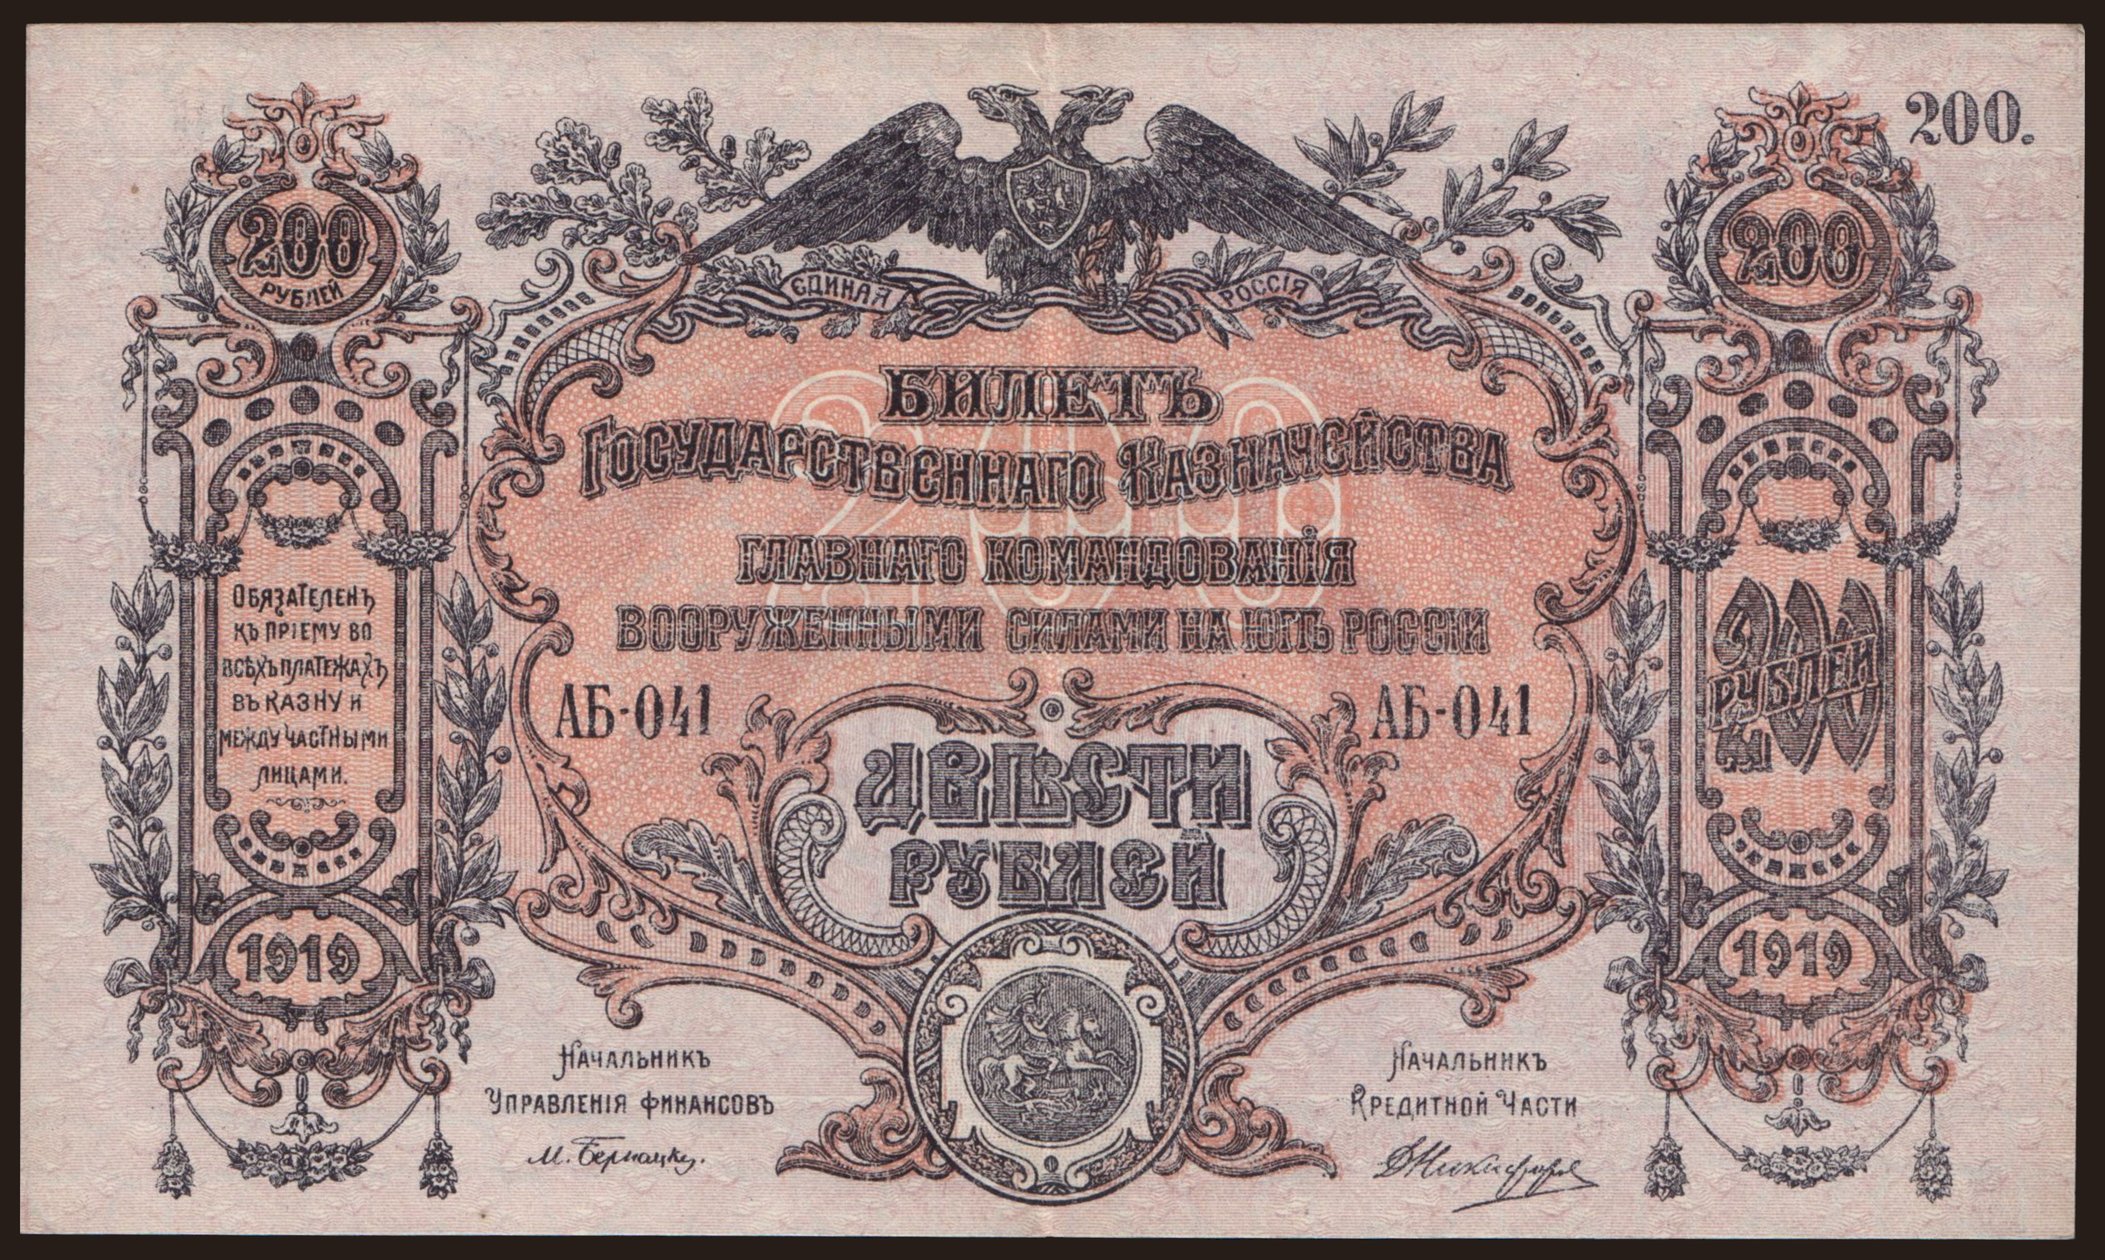 200.
200
РУБЛЕЙ
200
ЄДИНАЯ РОССІЯ
БИЛЕТЪ
ГОСУДАРСТВЕННАГО КАЗНАЧЕЙСТВА
ГЛАВНАГО КОМАНДОВАНІЯ
ВООРУЖЕННЫМИ СИЛАМИ НА ЮГѢ РОССІИ
АБ-041 АБ-041
ДВѢСТИ
РУБЛЕЙ
ОБЯЗАТЕЛЕНЪ
КЪ ПРІЕМУ ВО
ВСѢХЪ ПЛАТЕЖАХЪ
ВЪ КАЗНУ И
МЕЖДУ ЧАСТНЫМИ
ЛИЦАМИ.
200
РУБЛЕЙ
1919
1919
НАЧАЛЬНИКЪ
УПРАВЛЕНІЯ ФИНАНСОВЪ
М. Бернацкій.
НАЧАЛЬНИКЪ
КРЕДИТНОЙ ЧАСТИ